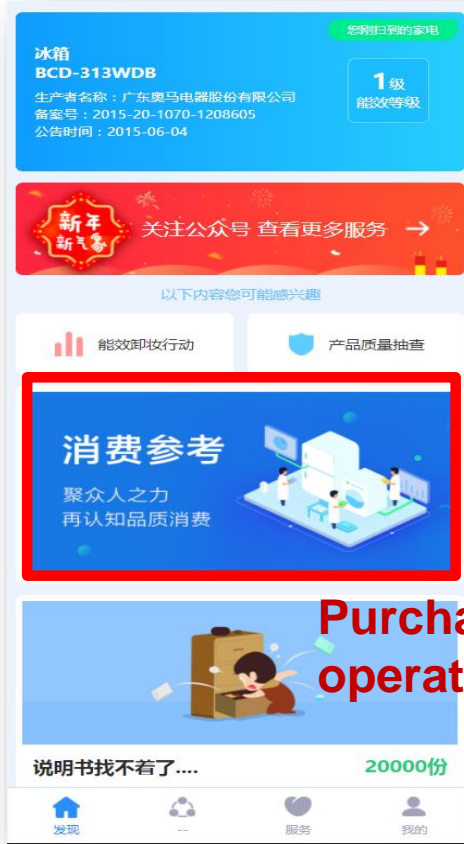 您刚扫到的家电
冰箱
BCD-313WDB
1级
能效等级
生产者名称：广东奥马电器股份有限公司
备案号：2015-20-1070-1208605
公告时间：2015-06-04
新年
新气象
关注公众号 查看更多服务 →
以下内容您可能感兴趣
能效卸妆行动
产品质量抽查
消费参考
聚众人之力
再认知品质消费
Purcha
operat
说明书找不着了....
20000份
发现
--
服务
我的